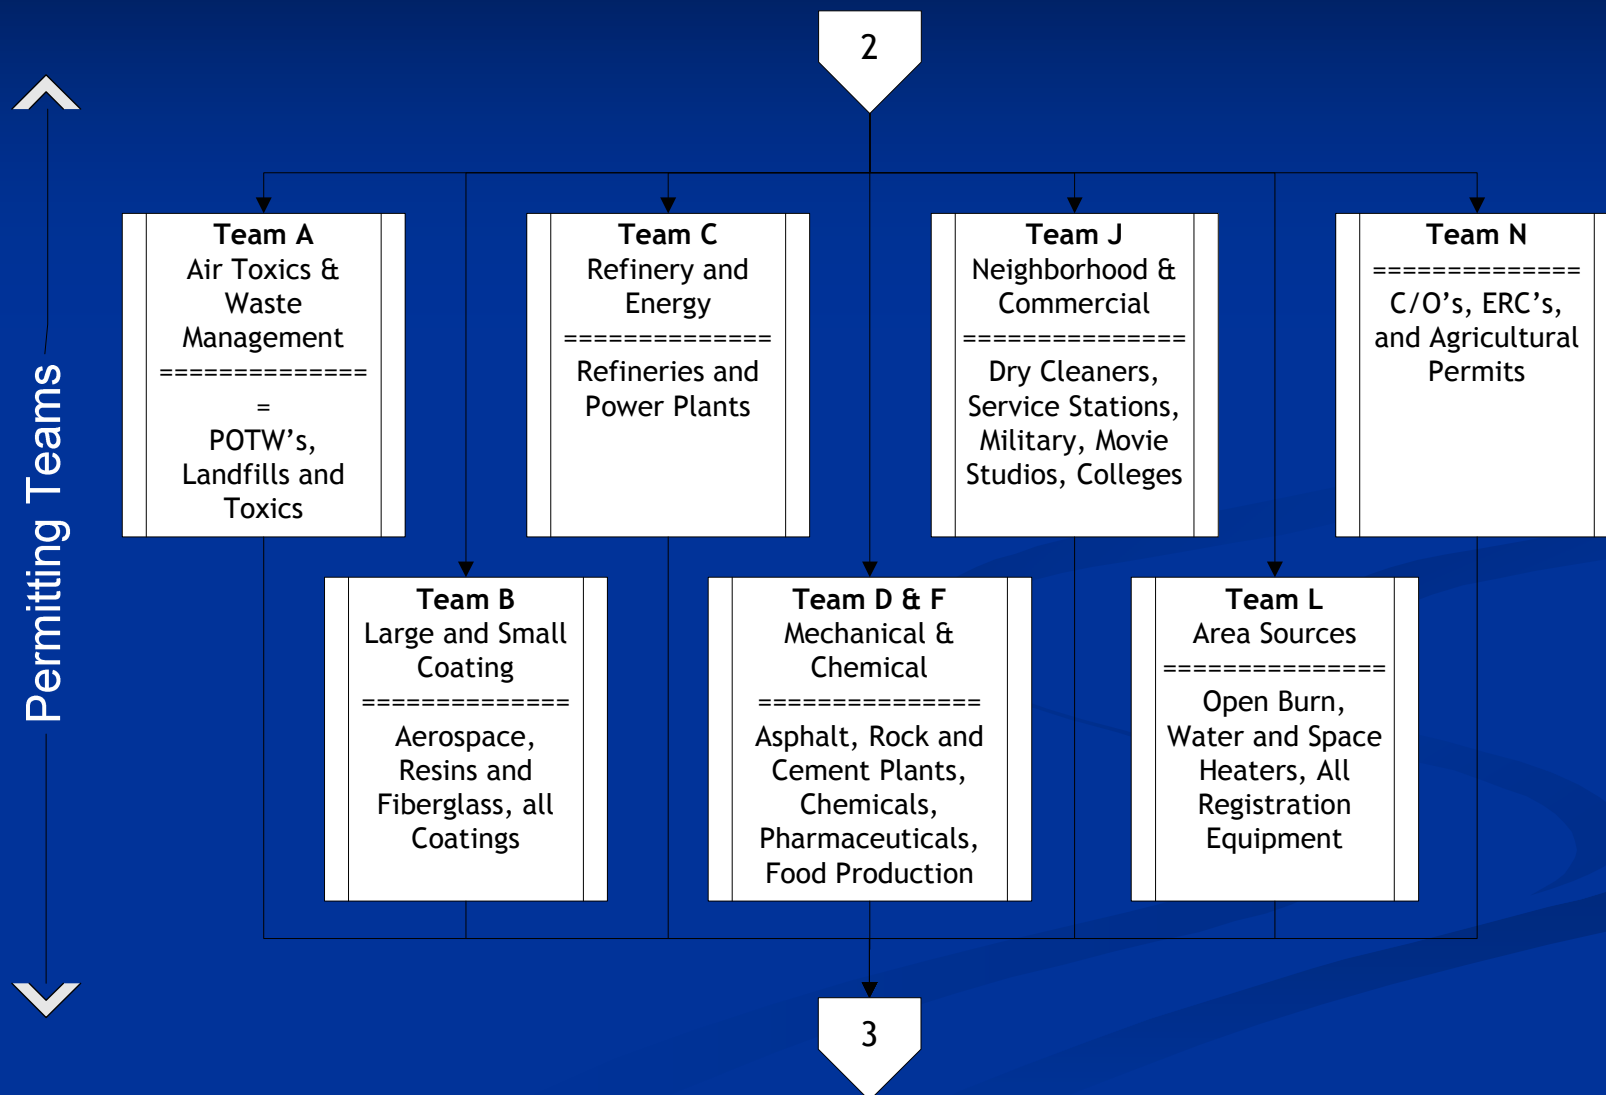 2
Permitting Teams
Team A
Air Toxics &
Waste
Management
==============
=
POTW's,
Landfills and
Toxics
Team C
Refinery and
Energy
==============
Refineries and
Power Plants
Team J
Neighborhood &
Commercial
===============
Dry Cleaners,
Service Stations,
Military, Movie
Studios, Colleges
Team N
==============
C/O's, ERC's,
and Agricultural
Permits
Team B
Large and Small
Coating
==============
Aerospace,
Resins and
Fiberglass, all
Coatings
Team D & F
Mechanical &
Chemical
===============
Asphalt, Rock and
Cement Plants,
Chemicals,
Pharmaceuticals,
Food Production
Team L
Area Sources
===============
Open Burn,
Water and Space
Heaters, All
Registration
Equipment
3